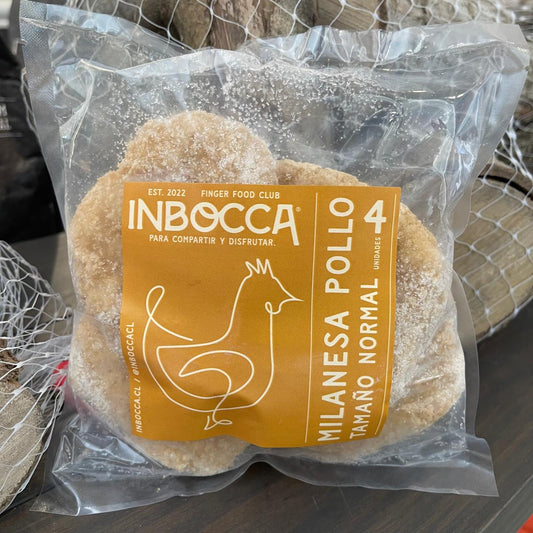 EST. 2022 FINGER FOOD CLUB
INBOCCA®
PARA COMPARTIR Y DISFRUTAR.
INBOCCA.CL / @INBOCCACL
MILANESA POLLO
TAMAÑO NORMAL
4
UNIDADES